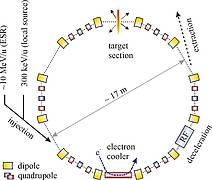 ~10 MeV/u (ESR)
300 keV/u (local source)
target
section
extraction
~ 17 m
injection
electron
cooler
e-
RF
deceleration
dipole
quadrupole